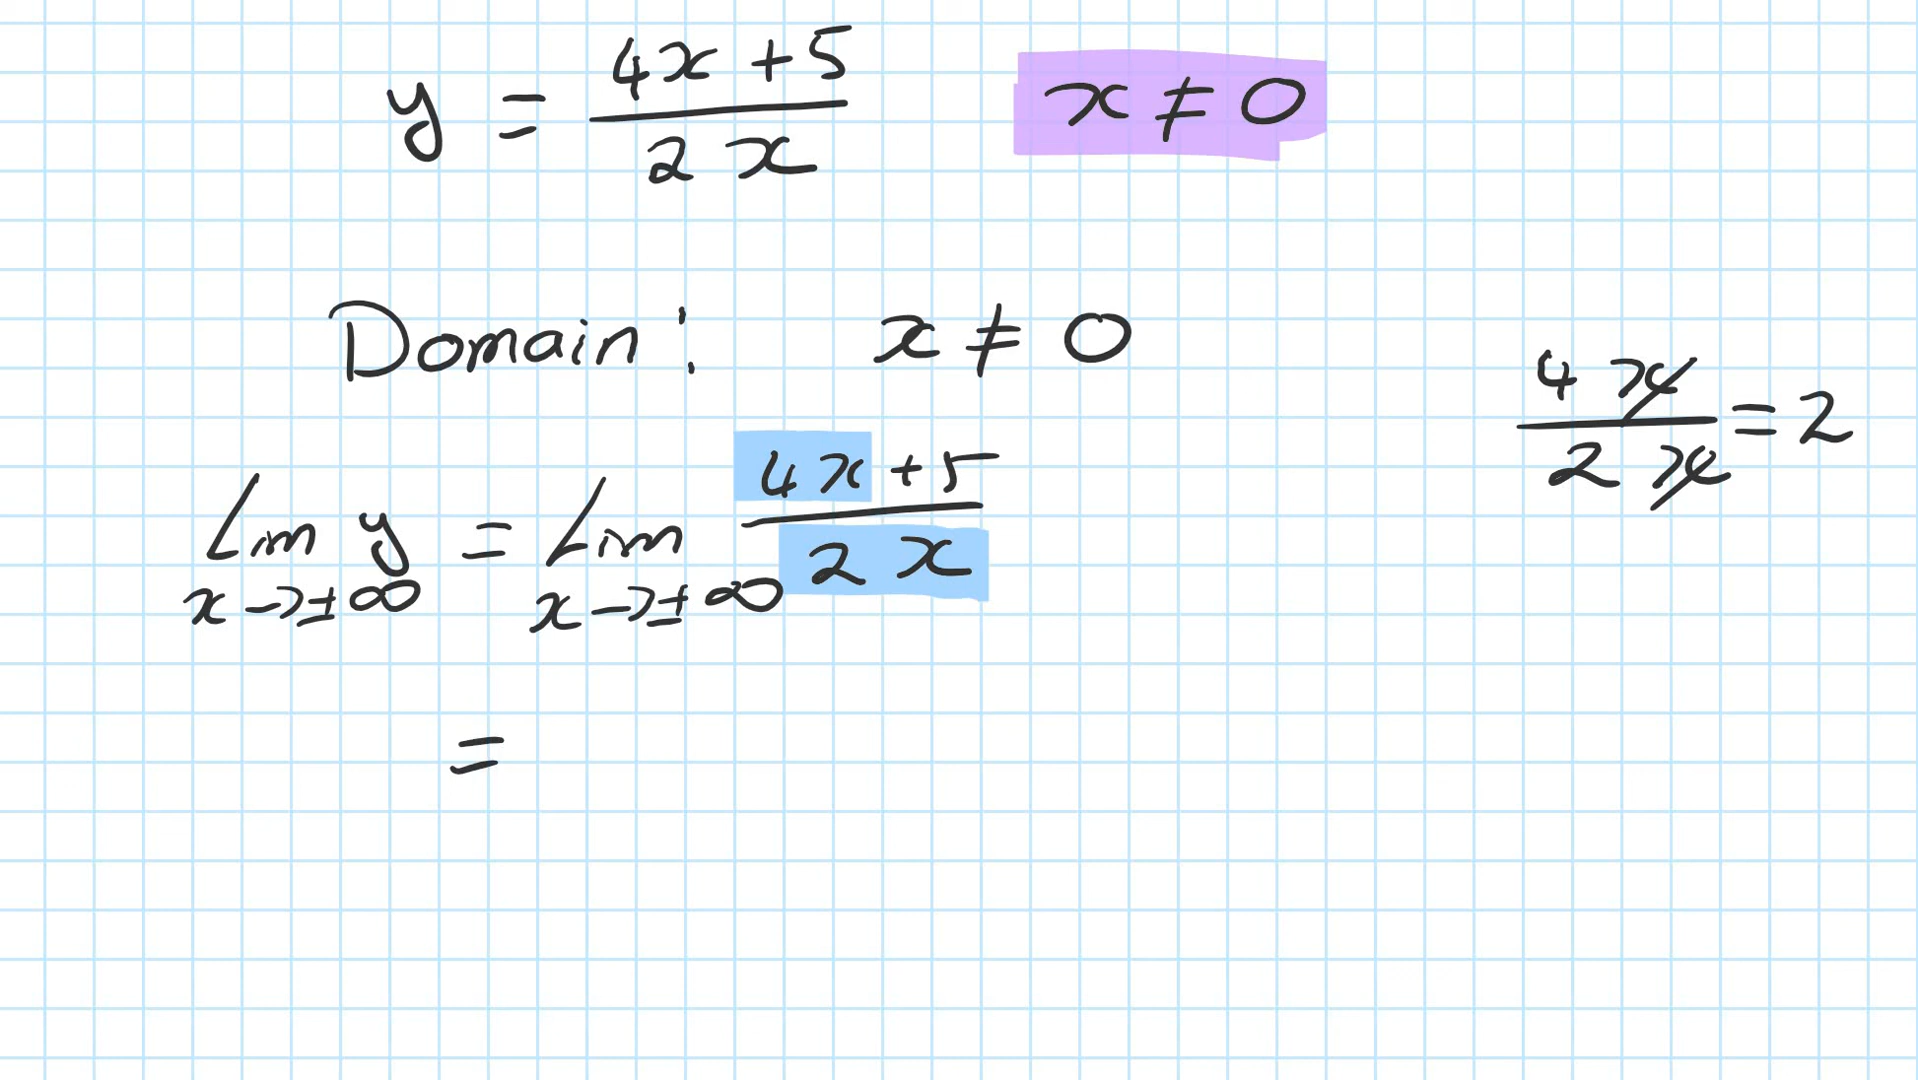 y = (4x + 5)/(2x)    x ≠ 0
Domain:    x ≠ 0
4x/2x = 2
Lim x→±∞ y = Lim x→±∞ (4x + 5)/(2x)
=